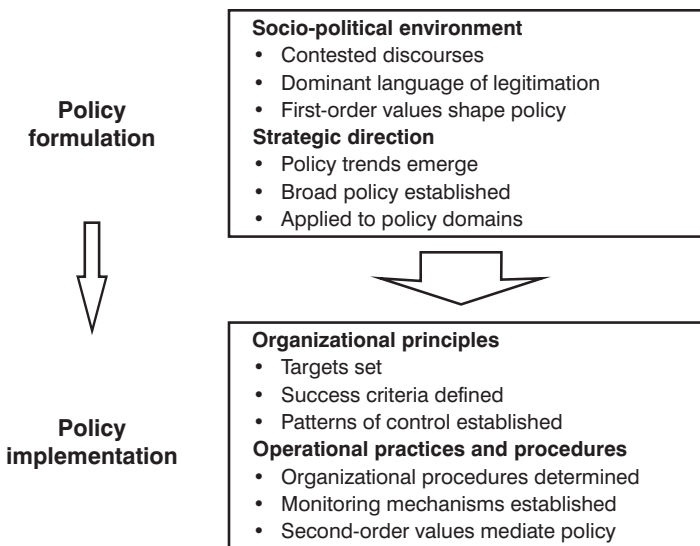 Policy
formulation
Socio-political environment
• Contested discourses
• Dominant language of legitimation
• First-order values shape policy
Strategic direction
• Policy trends emerge
• Broad policy established
• Applied to policy domains
Policy
implementation
Organizational principles
• Targets set
• Success criteria defined
• Patterns of control established
Operational practices and procedures
• Organizational procedures determined
• Monitoring mechanisms established
• Second-order values mediate policy